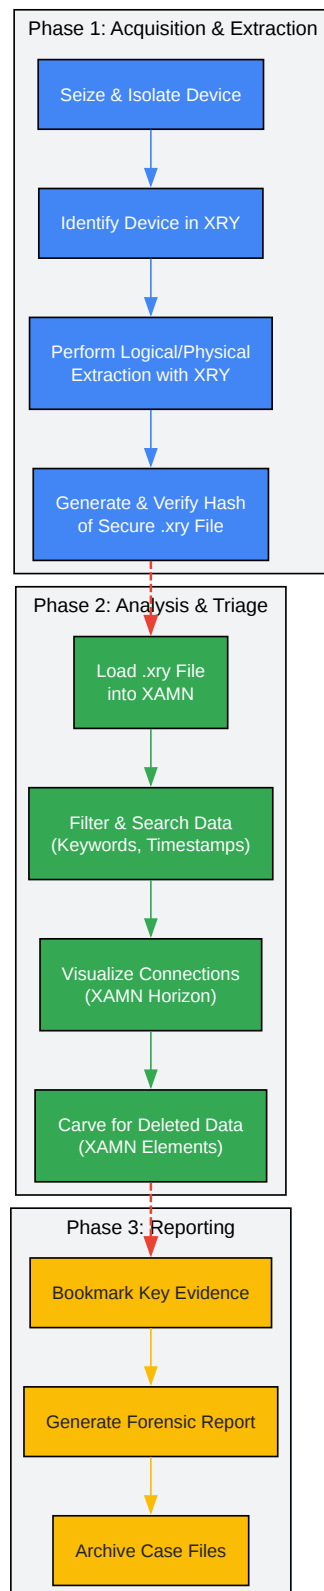 Phase 1: Acquisition & Extraction
Seize & Isolate Device
Identify Device in XRY
Perform Logical/Physical
Extraction with XRY
Generate & Verify Hash
of Secure .xry File
Phase 2: Analysis & Triage
Load .xry File
into XAMN
Filter & Search Data
(Keywords, Timestamps)
Visualize Connections
(XAMN Horizon)
Carve for Deleted Data
(XAMN Elements)
Phase 3: Reporting
Bookmark Key Evidence
Generate Forensic Report
Archive Case Files